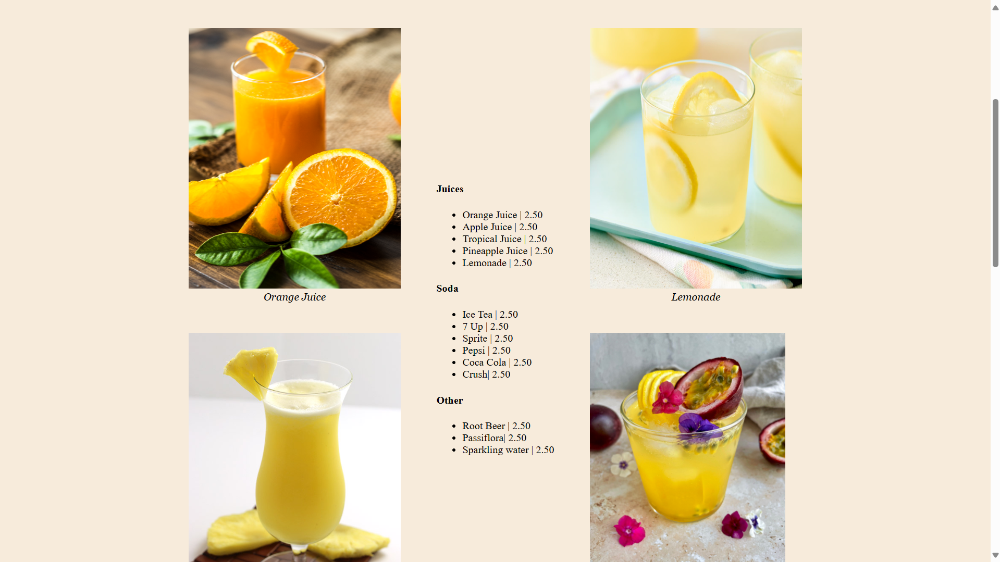 Juices
Orange Juice | 2.50
Apple Juice | 2.50
Tropical Juice | 2.50
Pineapple Juice | 2.50
Lemonade | 2.50
Soda
Ice Tea | 2.50
7 Up | 2.50
Sprite | 2.50
Pepsi | 2.50
Coca Cola | 2.50
Crush| 2.50
Other
Root Beer | 2.50
Passiflora| 2.50
Sparkling water | 2.50
Orange Juice
Lemonade